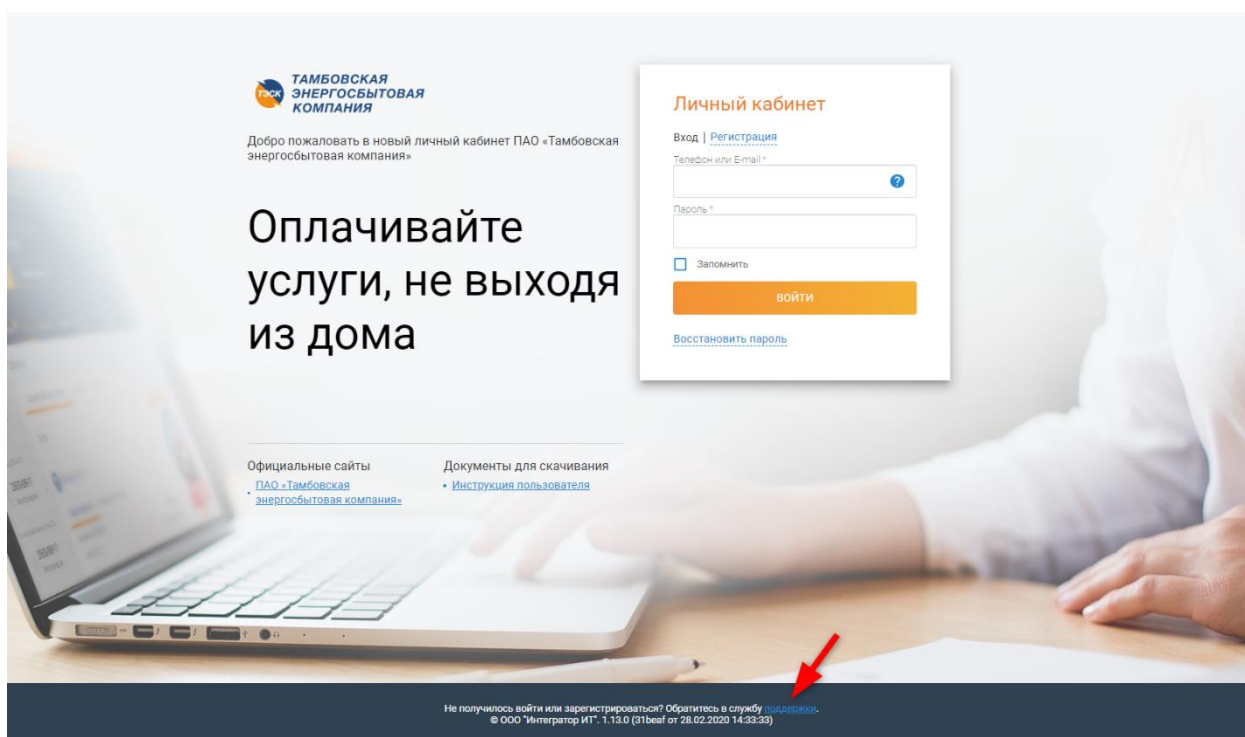 ТЭСК
ТАМБОВСКАЯ
ЭНЕРГОСБЫТОВАЯ
КОМПАНИЯ
Добро пожаловать в новый личный кабинет ПАО «Тамбовская
энергосбытовая компания»
Оплачивайте
услуги, не выходя
из дома
Личный кабинет
Вход | Регистрация
Телефон или E-mail *
?
Пароль *
Запомнить
ВОЙТИ
Восстановить пароль
Официальные сайты
• ПАО «Тамбовская
энергосбытовая компания»
Документы для скачивания
• Инструкция пользователя
Не получилось войти или зарегистрироваться? Обратитесь в службу поддержки.
© ООО "Интегратор ИТ". 1.13.0 (31beaf от 28.02.2020 14:33:33)